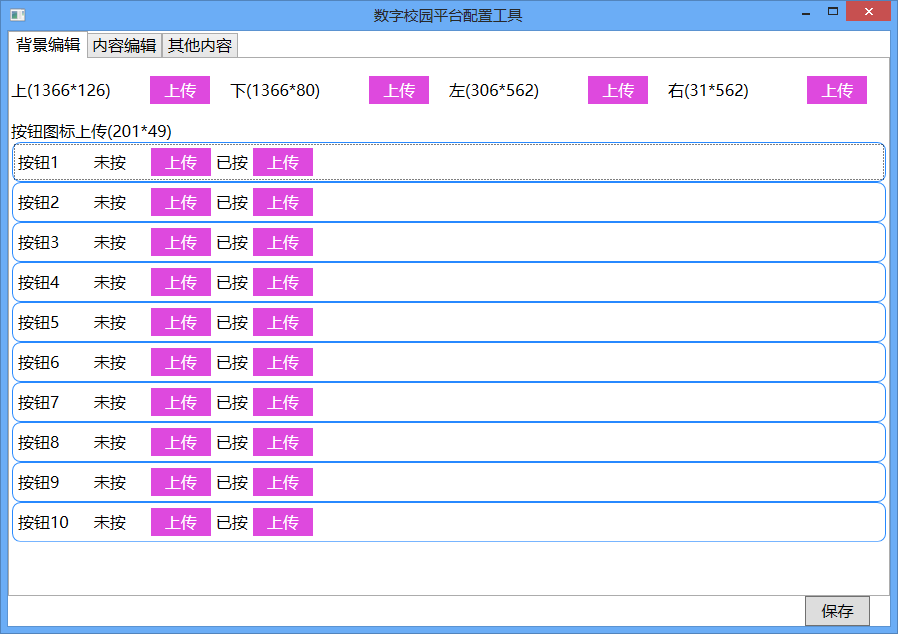 数字校园平台配置工具
背景编辑 内容编辑 其他内容
上(1366*126) 上传 下(1366*80) 上传 左(306*562) 上传 右(31*562) 上传
按钮图标上传(201*49)
按钮1 未按 上传 已按 上传
按钮2 未按 上传 已按 上传
按钮3 未按 上传 已按 上传
按钮4 未按 上传 已按 上传
按钮5 未按 上传 已按 上传
按钮6 未按 上传 已按 上传
按钮7 未按 上传 已按 上传
按钮8 未按 上传 已按 上传
按钮9 未按 上传 已按 上传
按钮10 未按 上传 已按 上传
保存